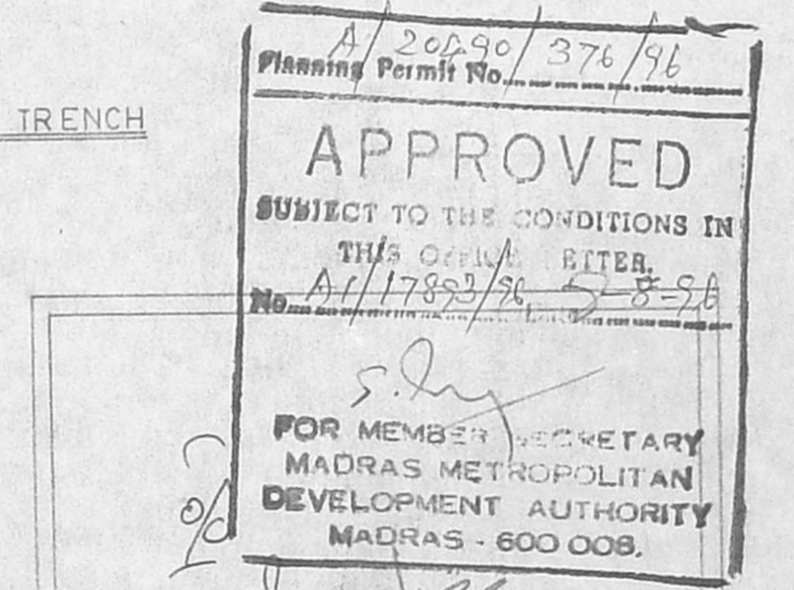 TRENCH
A/20490/376/96
Planning Permit No.
APPROVED
SUBJECT TO THE CONDITIONS IN
THIS OFFICE LETTER.
No. A1/17893/96 Date 5-8-96
FOR MEMBER SECRETARY
MADRAS METROPOLITAN
DEVELOPMENT AUTHORITY
MADRAS - 600 008.